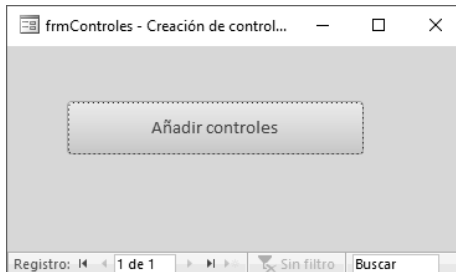 frmControles - Creación de control...
Añadir controles
Registro: 1 de 1 Sin filtro Buscar